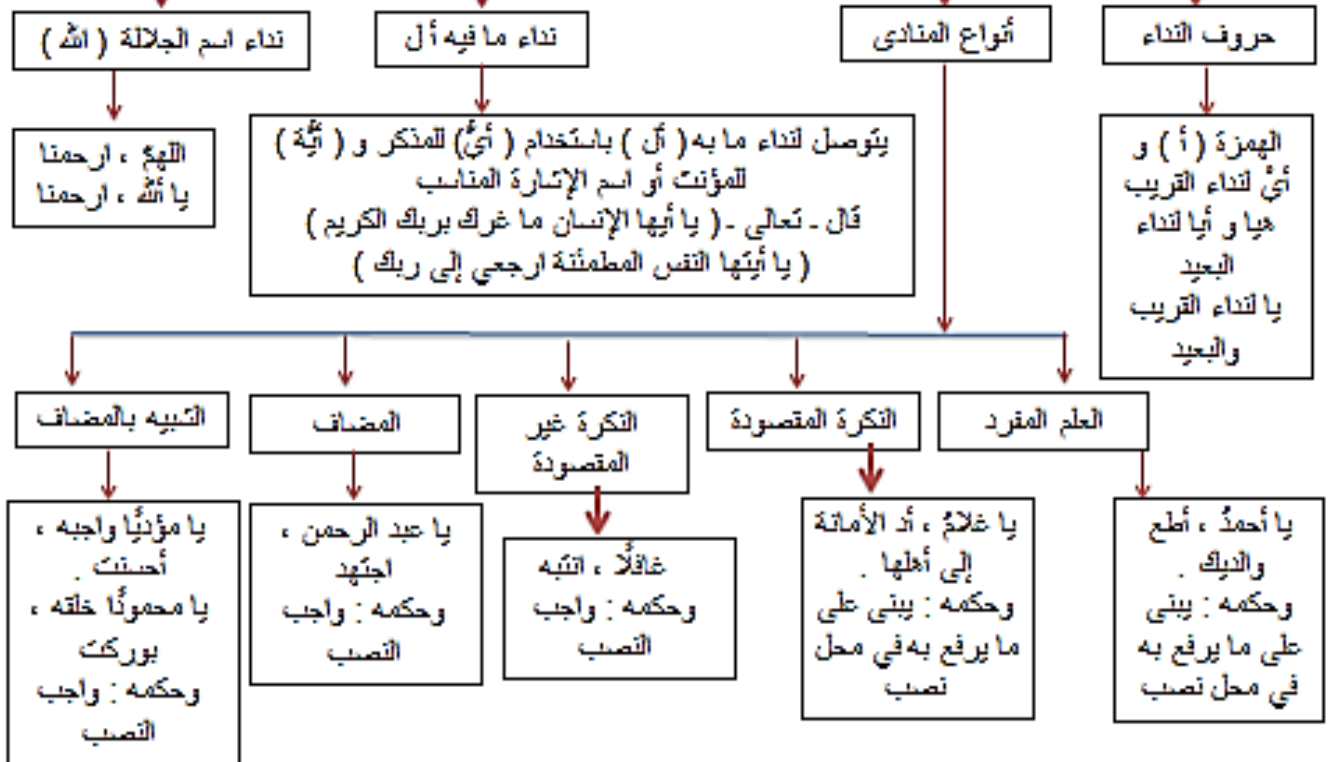 حروف النداء
أنواع المنادى
نداء ما فيه أل
نداء اسم الجلالة ( الله )
الهمزة ( أ ) و
أيْ لنداء القريب
هيا و أيا لنداء
البعيد
يا لنداء القريب
والبعيد
يتوصل لنداء ما به ( أل ) باستخدام ( أيُّ) للمذكر و ( أيَّة )
للمؤنث أو اسم الإشارة المناسب
قال ـ تعالى ـ ( يا أيها الإنسان ما غرك بربك الكريم )
( يا أيتها النفس المطمئنة ارجعي إلى ربك )
اللهمَّ ، ارحمنا
يا ألله ، ارحمنا
العلم المفرد
النكرة المقصودة
النكرة غير
المقصودة
المضاف
الشبيه بالمضاف
يا أحمدُ ، أطع
والديك .
وحكمه : يبنى
على ما يرفع به
في محل نصب
يا غلامُ ، أد الأمانة
إلى أهلها .
وحكمه : يبنى على
ما يرفع به في محل
نصب
غافلًا ، انتبه
وحكمه : واجب
النصب
يا عبد الرحمن ،
اجتهد
وحكمه : واجب
النصب
يا مؤديًّا واجبه ،
أحسنت .
يا محمودًا خلقه ،
بوركت
وحكمه : واجب
النصب